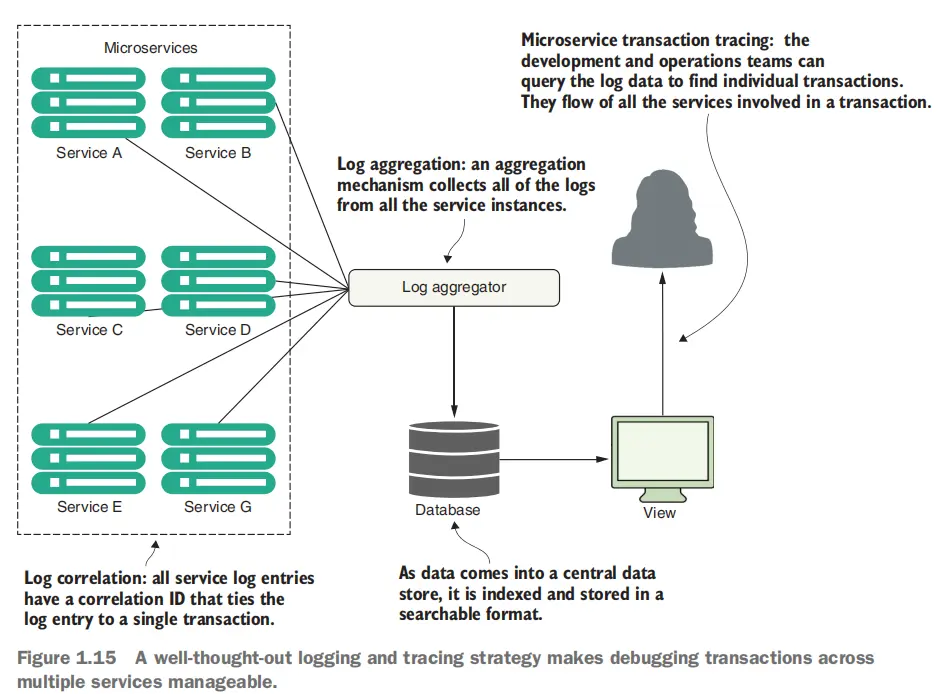 Microservices
Service A
Service B
Service C
Service D
Service E
Service G
Log correlation: all service log entries
have a correlation ID that ties the
log entry to a single transaction.
Log aggregation: an aggregation
mechanism collects all of the logs
from all the service instances.
Log aggregator
Database
As data comes into a central data
store, it is indexed and stored in a
searchable format.
Microservice transaction tracing: the
development and operations teams can
query the log data to find individual transactions.
They flow of all the services involved in a transaction.
View
Figure 1.15 A well-thought-out logging and tracing strategy makes debugging transactions across
multiple services manageable.